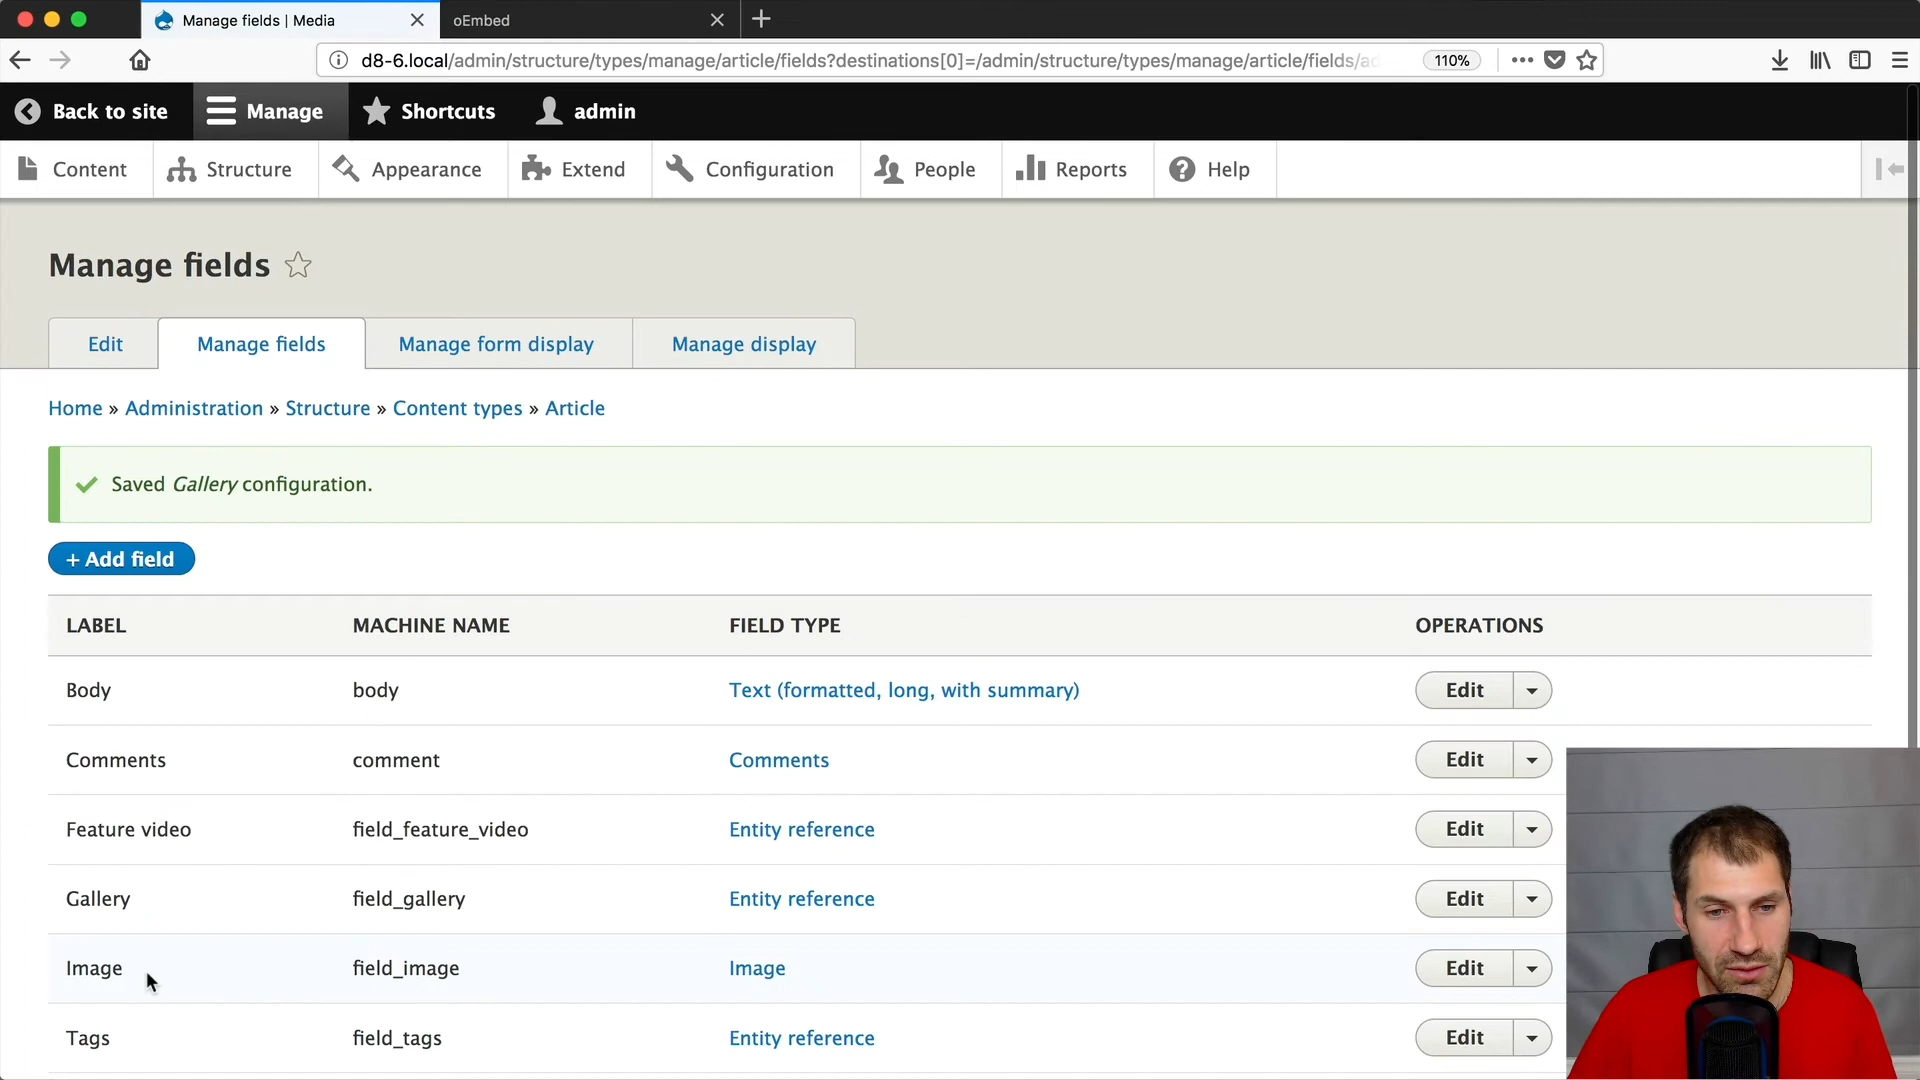 Manage fields | Media
oEmbed
d8-6.local/admin/structure/types/manage/article/fields?destinations[0]=/admin/structure/types/manage/article/fields/ad
110%
Back to site
Manage
Shortcuts
admin
Content
Structure
Appearance
Extend
Configuration
People
Reports
Help
Manage fields
Edit
Manage fields
Manage form display
Manage display
Home » Administration » Structure » Content types » Article
Saved Gallery configuration.
+ Add field
LABEL MACHINE NAME FIELD TYPE OPERATIONS
Body body Text (formatted, long, with summary) Edit
Comments comment Comments Edit
Feature video field_feature_video Entity reference Edit
Gallery field_gallery Entity reference Edit
Image field_image Image Edit
Tags field_tags Entity reference Edit